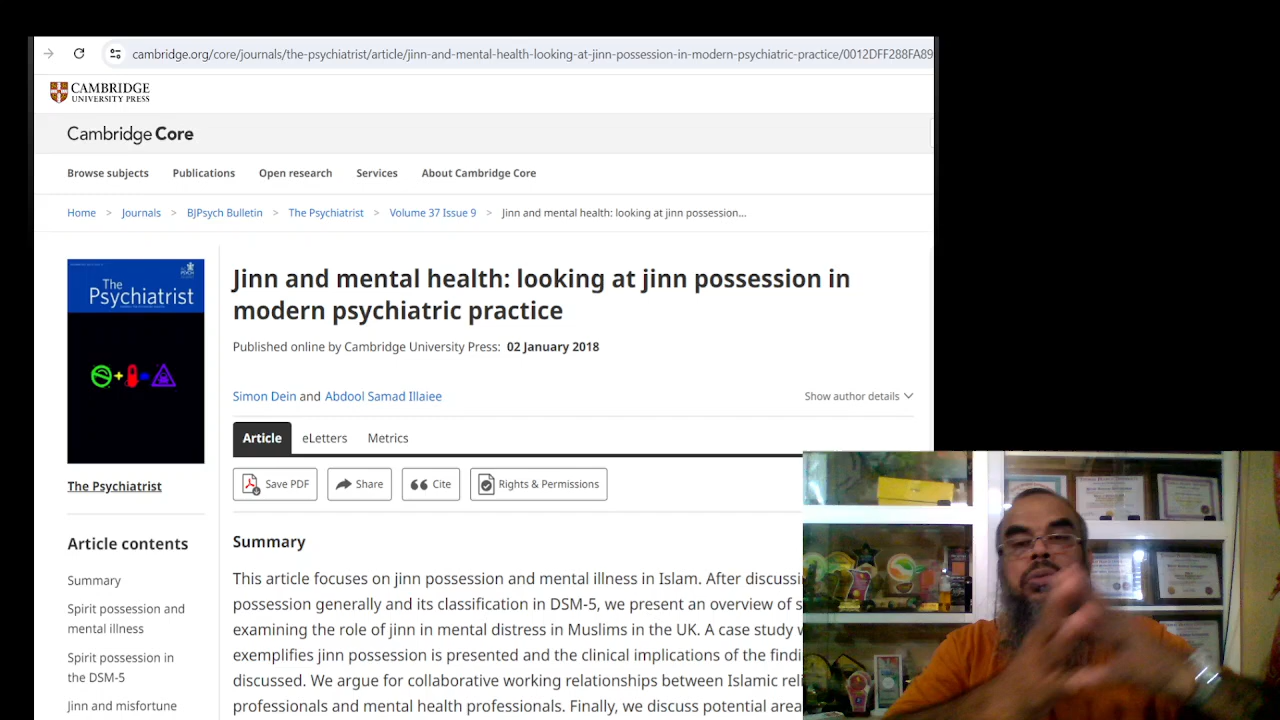 cambridge.org/core/journals/the-psychiatrist/article/jinn-and-mental-health-looking-at-jinn-possession-in-modern-psychiatric-practice/0012DFF288FA89
CAMBRIDGE
UNIVERSITY PRESS
Cambridge Core
Browse subjects Publications Open research Services About Cambridge Core
Home > Journals > BJPsych Bulletin > The Psychiatrist > Volume 37 Issue 9 > Jinn and mental health: looking at jinn possession...
The
Psychiatrist
The Psychiatrist
Article contents
Summary
Spirit possession and
mental illness
Spirit possession in
the DSM-5
Jinn and misfortune
Jinn and mental health: looking at jinn possession in
modern psychiatric practice
Published online by Cambridge University Press: 02 January 2018
Simon Dein and Abdool Samad Illaiee
Show author details
Article eLetters Metrics
Save PDF Share Cite Rights & Permissions
Summary
This article focuses on jinn possession and mental illness in Islam. After discussi
possession generally and its classification in DSM-5, we present an overview of s
examining the role of jinn in mental distress in Muslims in the UK. A case study
exemplifies jinn possession is presented and the clinical implications of the findi
discussed. We argue for collaborative working relationships between Islamic reli
professionals and mental health professionals. Finally, we discuss potential area